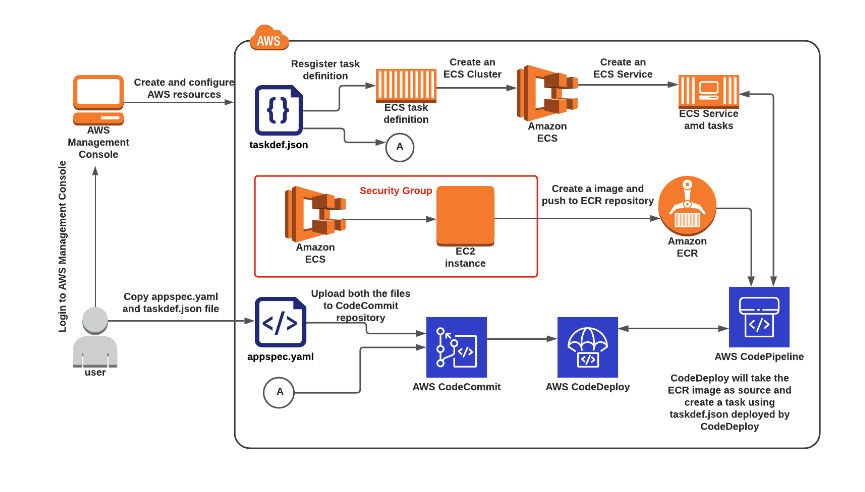 AWS
Create and configure
AWS resources
AWS
Management
Console
Login to AWS Management Console
Resgister task
definition
{ }
taskdef.json
ECS task
definition
A
Create an
ECS Cluster
Amazon
ECS
Create an
ECS Service
ECS Service
amd tasks
Security Group
Amazon
ECS
EC2
instance
Create a image and
push to ECR repository
Amazon
ECR
Copy appspec.yaml
and taskdef.json file
user
</>
appspec.yaml
Upload both the files
to CodeCommit
repository
A
</>
AWS CodeCommit
</>
AWS CodeDeploy
</>
AWS CodePipeline
CodeDeploy will take the
ECR image as source and
create a task using
taskdef.json deployed by
CodeDeploy